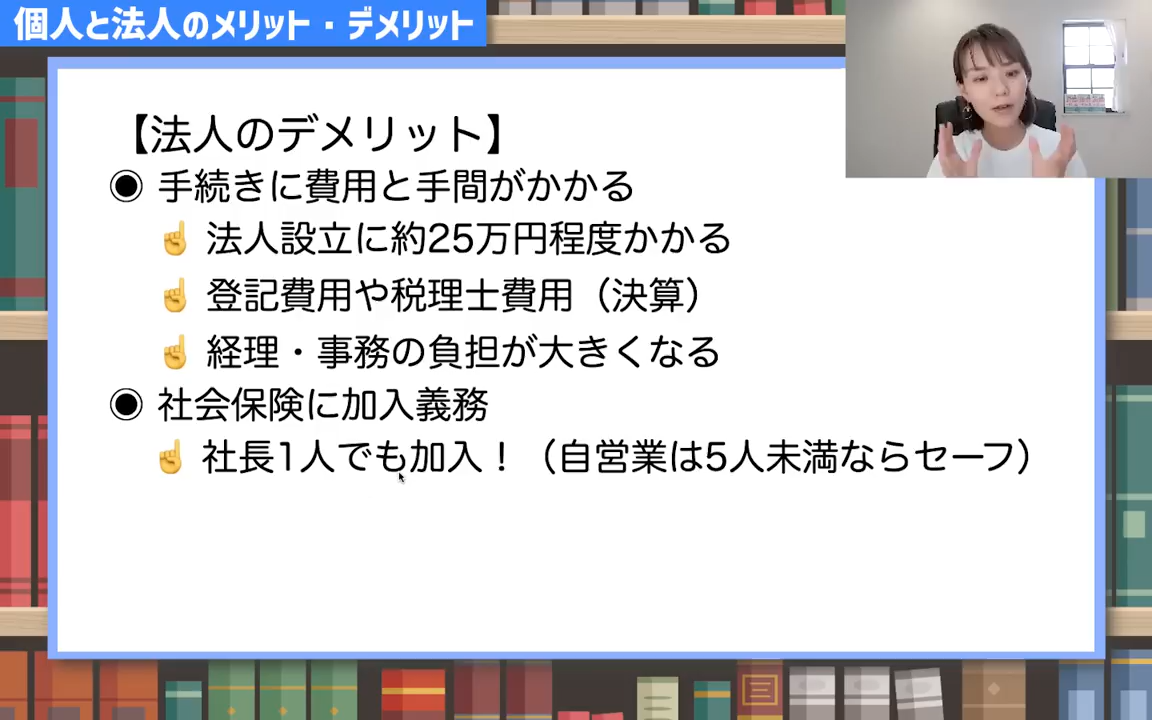 個人と法人のメリット・デメリット
【法人のデメリット】
◉ 手続きに費用と手間がかかる
☝ 法人設立に約25万円程度かかる
☝ 登記費用や税理士費用（決算）
☝ 経理・事務の負担が大きくなる
◉ 社会保険に加入義務
☝ 社長1人でも加入！（自営業は5人未満ならセーフ）